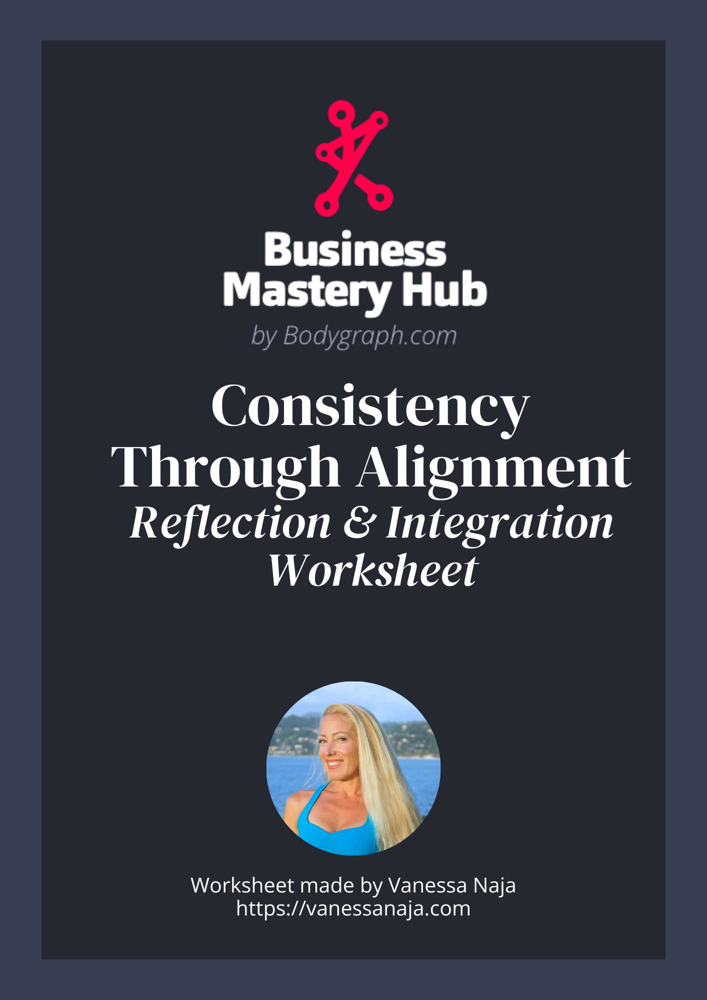 Business
Mastery Hub
by Bodygraph.com
Consistency
Through Alignment
Reflection & Integration
Worksheet
Worksheet made by Vanessa Naja
https://vanessanaja.com